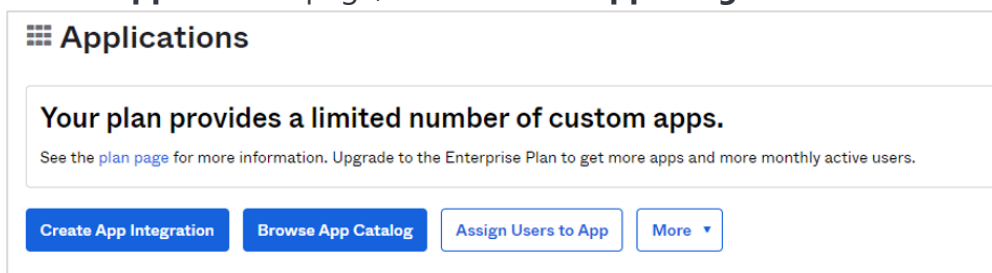 Applications
Your plan provides a limited number of custom apps.
See the plan page for more information. Upgrade to the Enterprise Plan to get more apps and more monthly active users.
Create App Integration Browse App Catalog Assign Users to App More